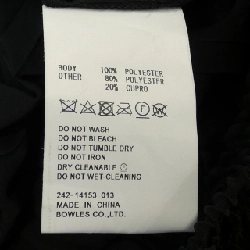 BODY 100% POLYESTER
OTHER 80% POLYESTER
20% CUPRO
DO NOT WASH
DO NOT BLEACH
DO NOT TUMBLE DRY
DO NOT IRON
DRY CLEANABLE
DO NOT WET CLEANING
242-14153 013
MADE IN CHINA
BOWLES CO.,LTD.